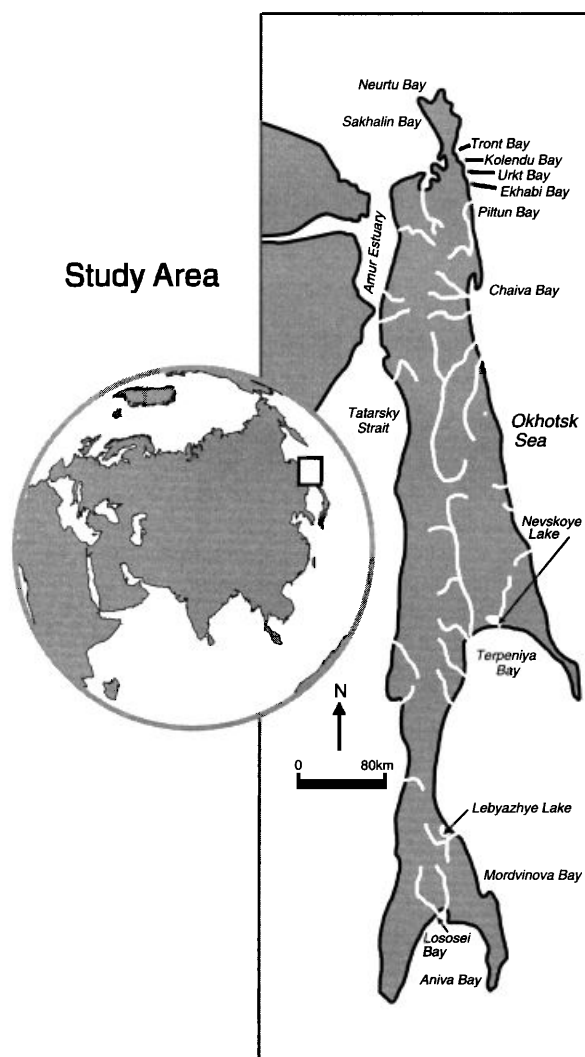 Neurtu Bay
Sakhalin Bay
Tront Bay
Kolendu Bay
Urkt Bay
Ekhabi Bay
Piltun Bay
Amur Estuary
Study Area
Chaiva Bay
Tatarsky
Strait
Okhotsk
Sea
Nevskoye
Lake
Terpeniya
Bay
N
0 80km
Lebyazhye Lake
Mordvinova Bay
Lososei
Bay
Aniva Bay